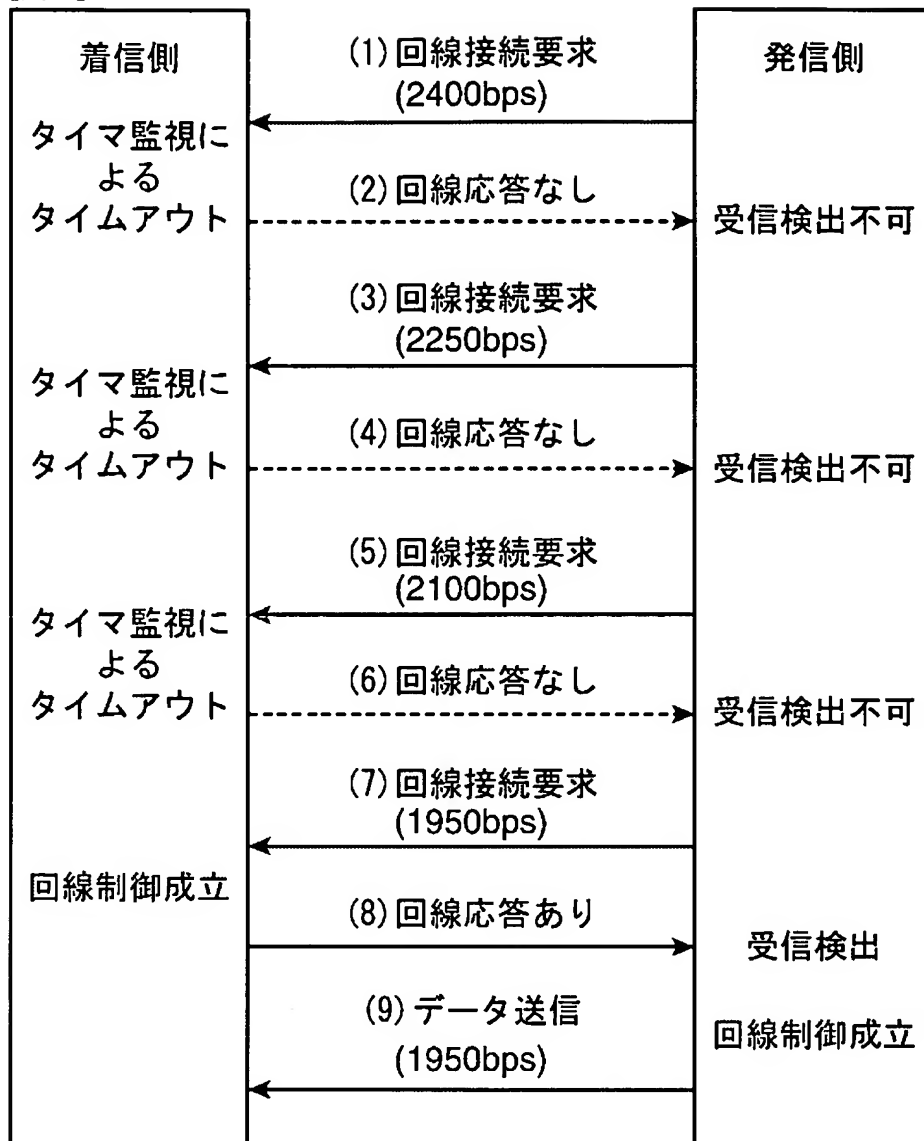 着信側
(1)回線接続要求
(2400bps)
発信側
タイマ監視に
よる
タイムアウト
(2)回線応答なし
受信検出不可
(3)回線接続要求
(2250bps)
タイマ監視に
よる
タイムアウト
(4)回線応答なし
受信検出不可
(5)回線接続要求
(2100bps)
タイマ監視に
よる
タイムアウト
(6)回線応答なし
受信検出不可
(7)回線接続要求
(1950bps)
回線制御成立
(8)回線応答あり
受信検出
(9)データ送信
(1950bps)
回線制御成立